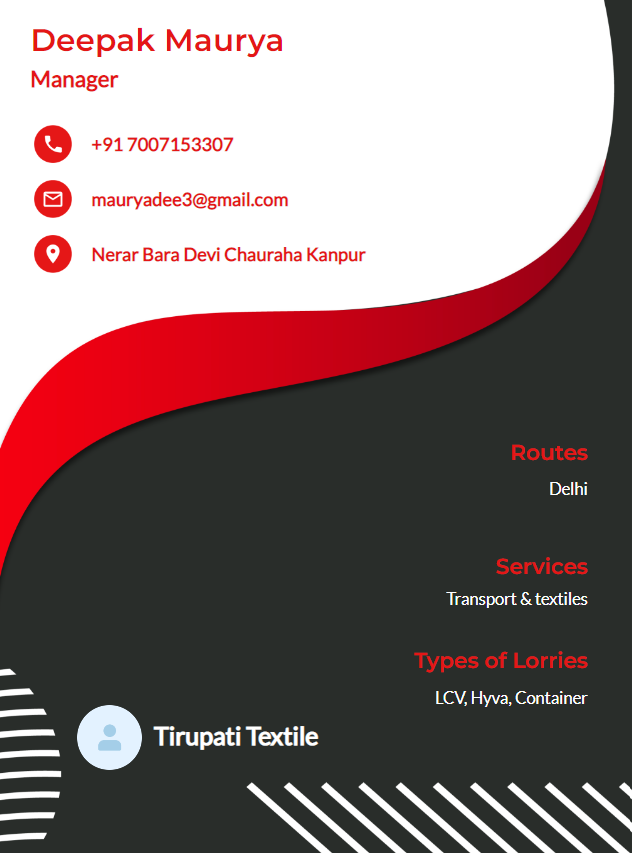 Deepak Maurya
Manager
+91 7007153307
mauryadee3@gmail.com
Nerar Bara Devi Chauraha Kanpur
Routes
Delhi
Services
Transport & textiles
Types of Lorries
LCV, Hyva, Container
Tirupati Textile